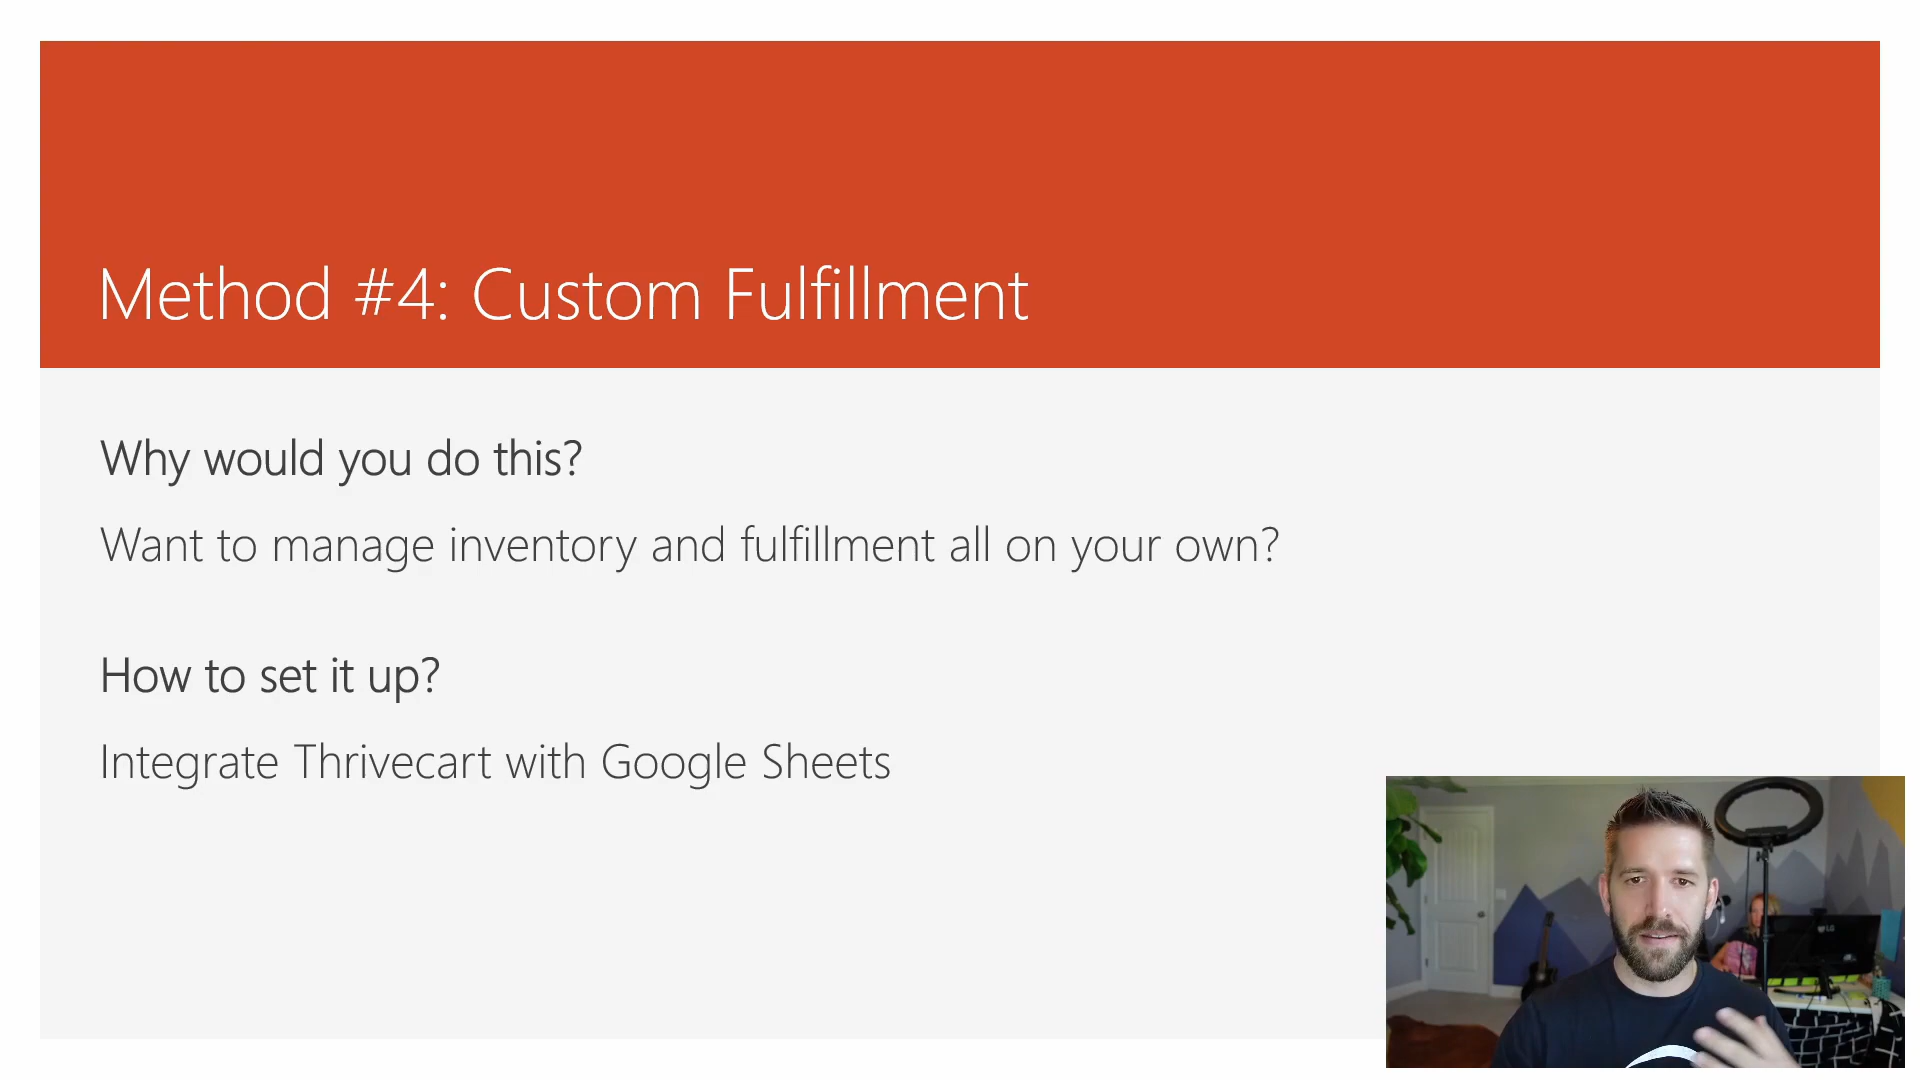 Method #4: Custom Fulfillment
Why would you do this?
Want to manage inventory and fulfillment all on your own?
How to set it up?
Integrate Thrivecart with Google Sheets
LG